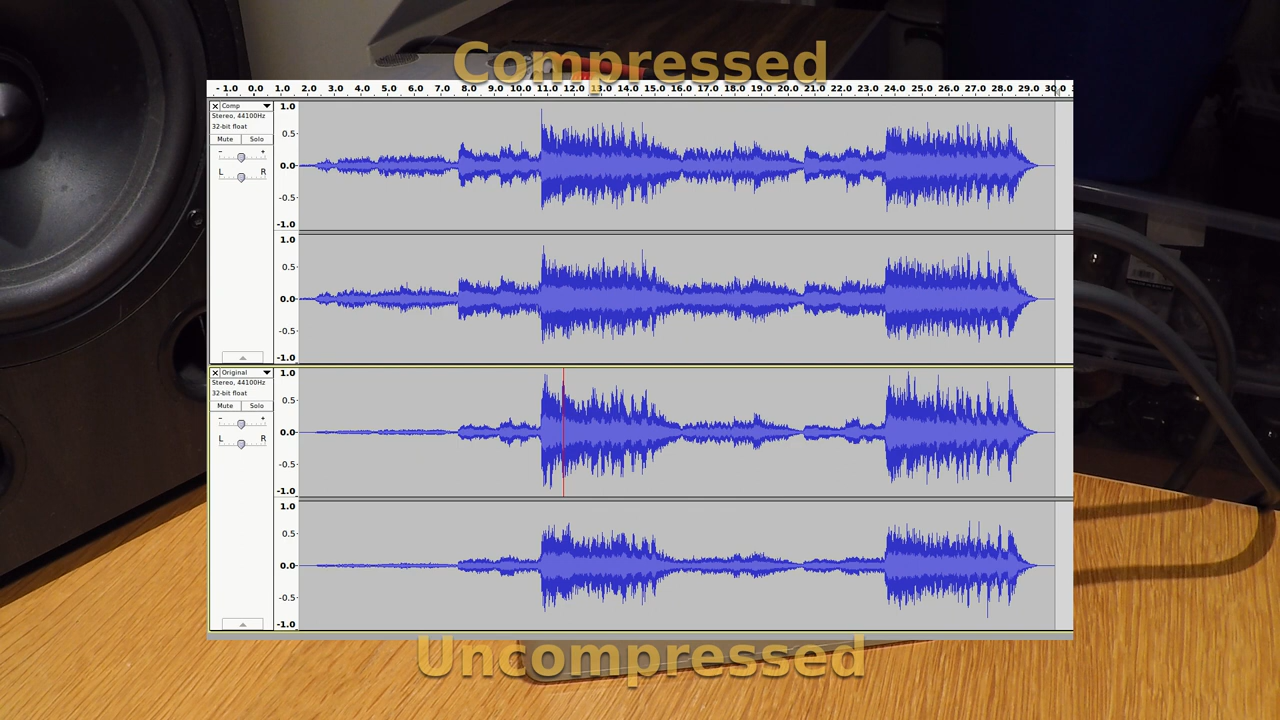 Compressed
- 1.0 0.0 1.0 2.0 3.0 4.0 5.0 6.0 7.0 8.0 9.0 10.0 11.0 12.0 13.0 14.0 15.0 16.0 17.0 18.0 19.0 20.0 21.0 22.0 23.0 24.0 25.0 26.0 27.0 28.0 29.0 30.0
Comp
Stereo, 44100Hz
32-bit float
Mute Solo
- +
L R
1.0
0.5-
0.0-
-0.5-
-1.0
1.0
0.5-
0.0-
-0.5-
-1.0
Original
Stereo, 44100Hz
32-bit float
Mute Solo
- +
L R
1.0
0.5-
0.0-
-0.5-
-1.0
1.0
0.5-
0.0-
-0.5-
-1.0
Uncompressed